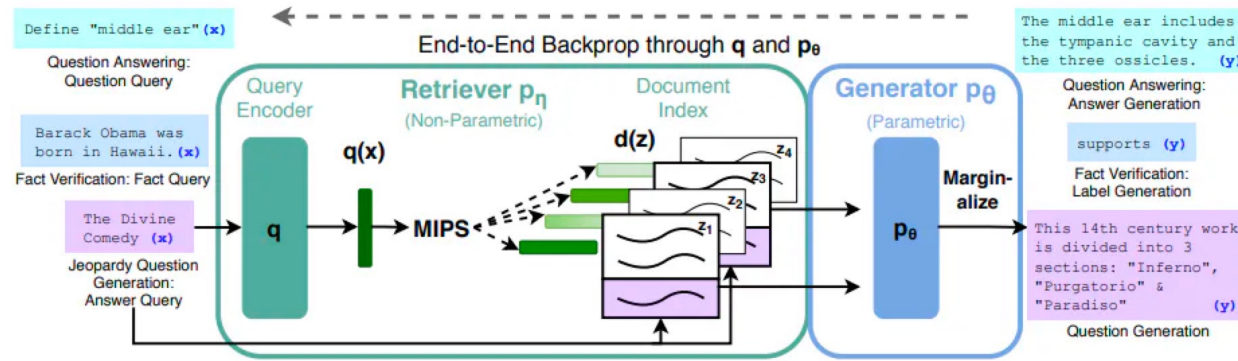 End-to-End Backprop through q and pθ
Define "middle ear" (x)
Question Answering:
Question Query
Barack Obama was
born in Hawaii. (x)
Fact Verification: Fact Query
The Divine
Comedy (x)
Jeopardy Question
Generation:
Answer Query
Query
Encoder
q
q(x)
Retriever pη
(Non-Parametric)
MIPS
Document
Index
d(z)
z4
z3
z2
z1
Generator pθ
(Parametric)
pθ
Margin-
alize
The middle ear includes
the tympanic cavity and
the three ossicles. (y)
Question Answering:
Answer Generation
supports (y)
Fact Verification:
Label Generation
This 14th century work
is divided into 3
sections: "Inferno",
"Purgatorio" &
"Paradiso" (y)
Question Generation